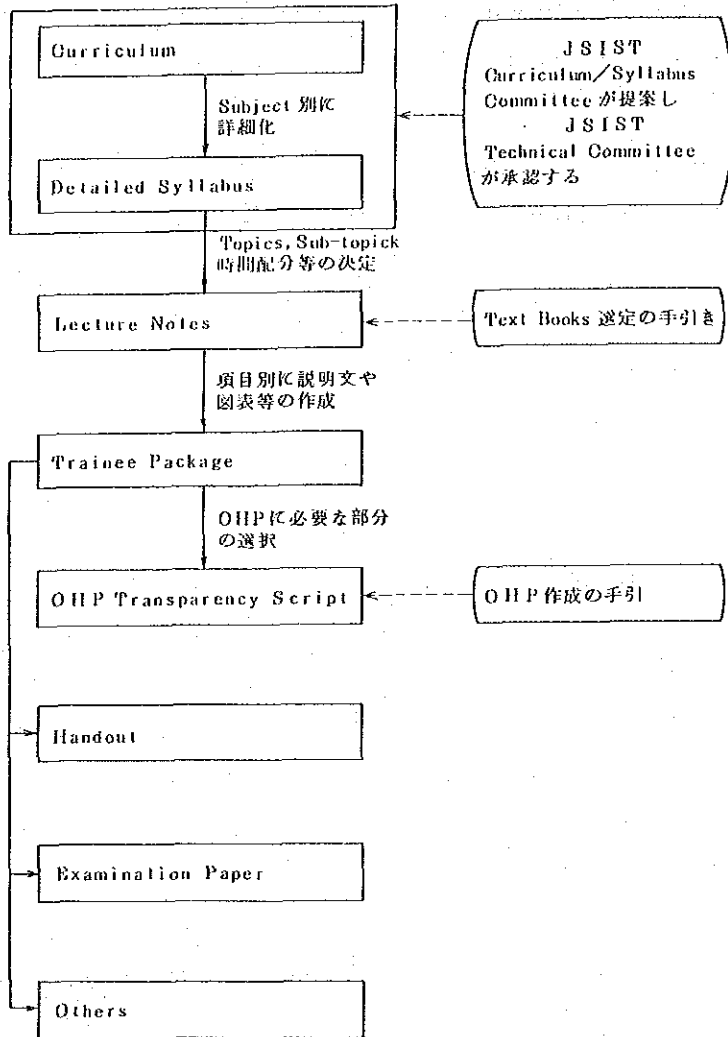 Curriculum
Subject 別に
詳細化
Detailed Syllabus
JSIST
Curriculum/Syllabus
Committee が提案し
JSIST
Technical Committee
が承認する
Topics, Sub-topick
時間配分等の決定
Lecture Notes
Text Books 選定の手引き
項目別に説明文や
図表等の作成
Trainee Package
OHPに必要な部分
の選択
OHP Transparency Script
OHP 作成の手引
Handout
Examination Paper
Others